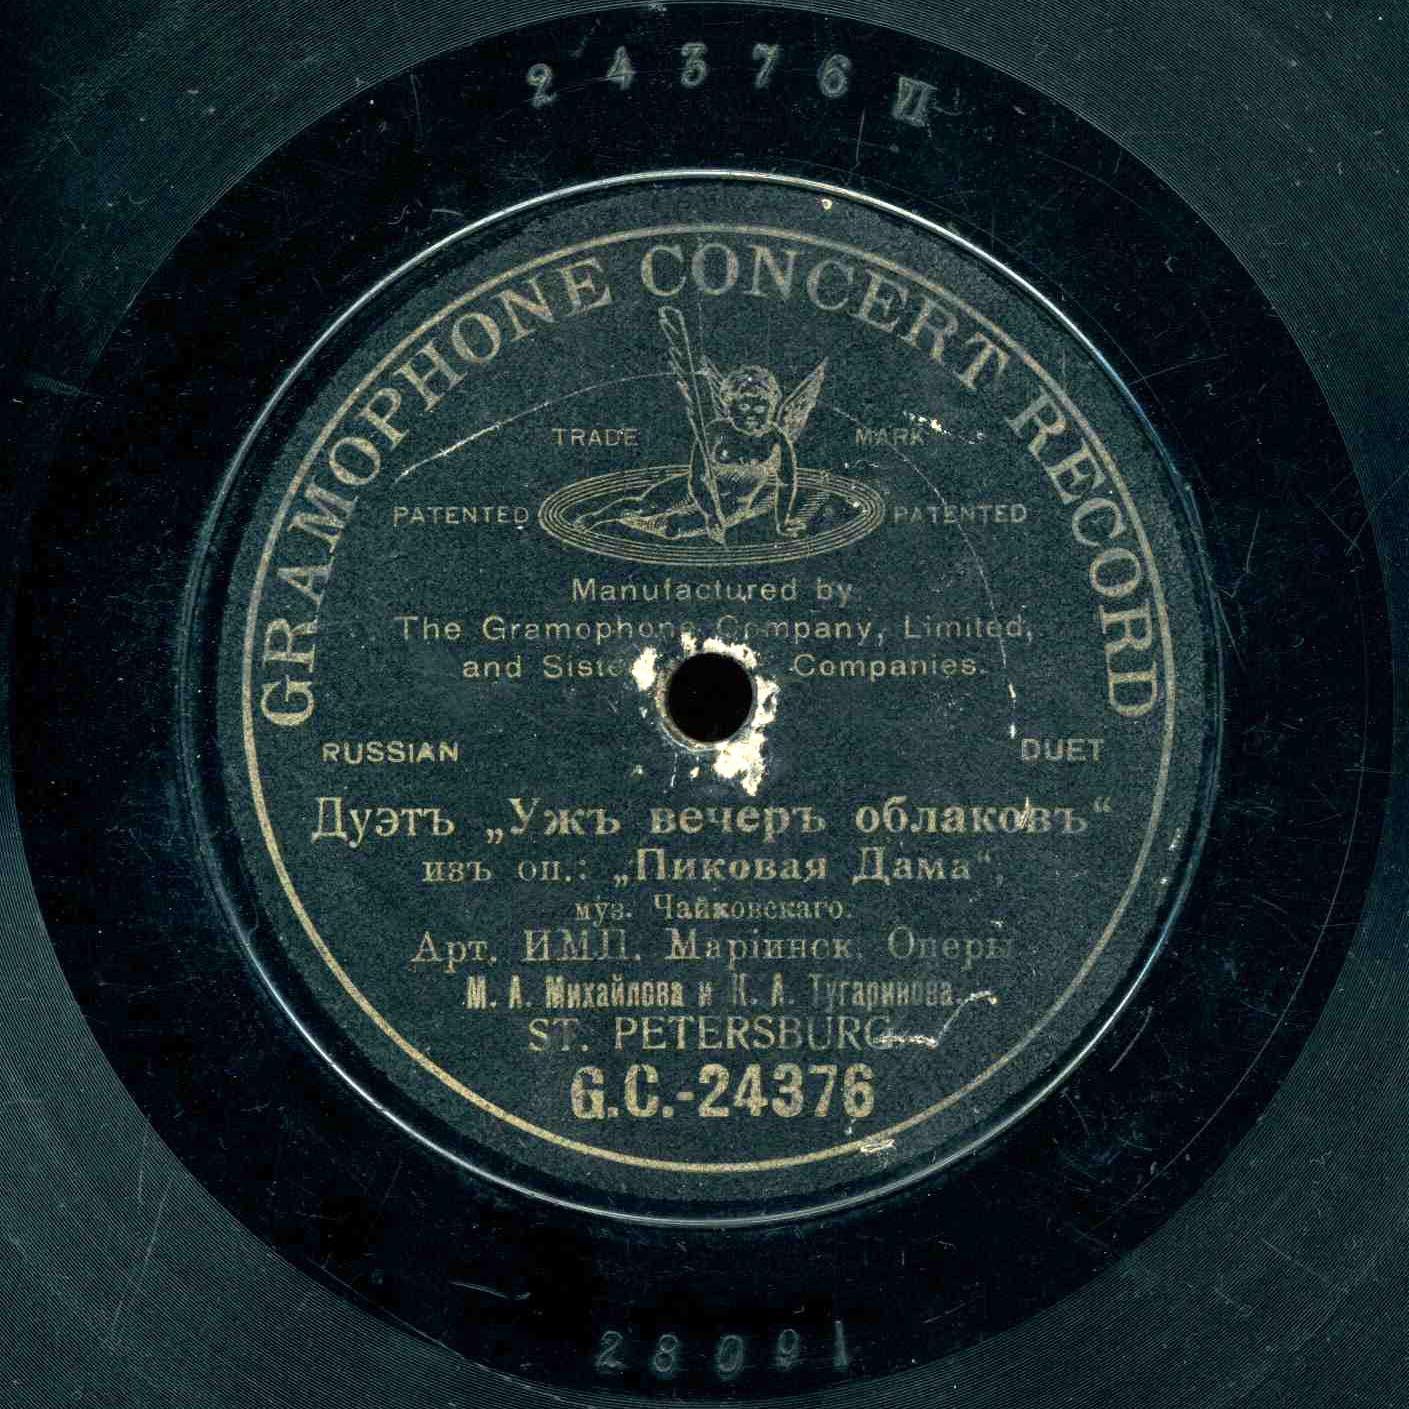 24376 VI
GRAMOPHONE CONCERT RECORD
TRADE MARK
PATENTED PATENTED
Manufactured by
The Gramophone Company, Limited,
and Companies.
RUSSIAN DUET
Дуэтъ „Ужъ вечеръ облаковъ“
изъ оп.: „Пиковая Дама“,
муз. Чайковскаго.
Арт. ИМП. Маріинск. Оперы
М. А. Михайлова и К. А. Тугаринова.
ST. PETERSBURG
G.C.-24376
28091